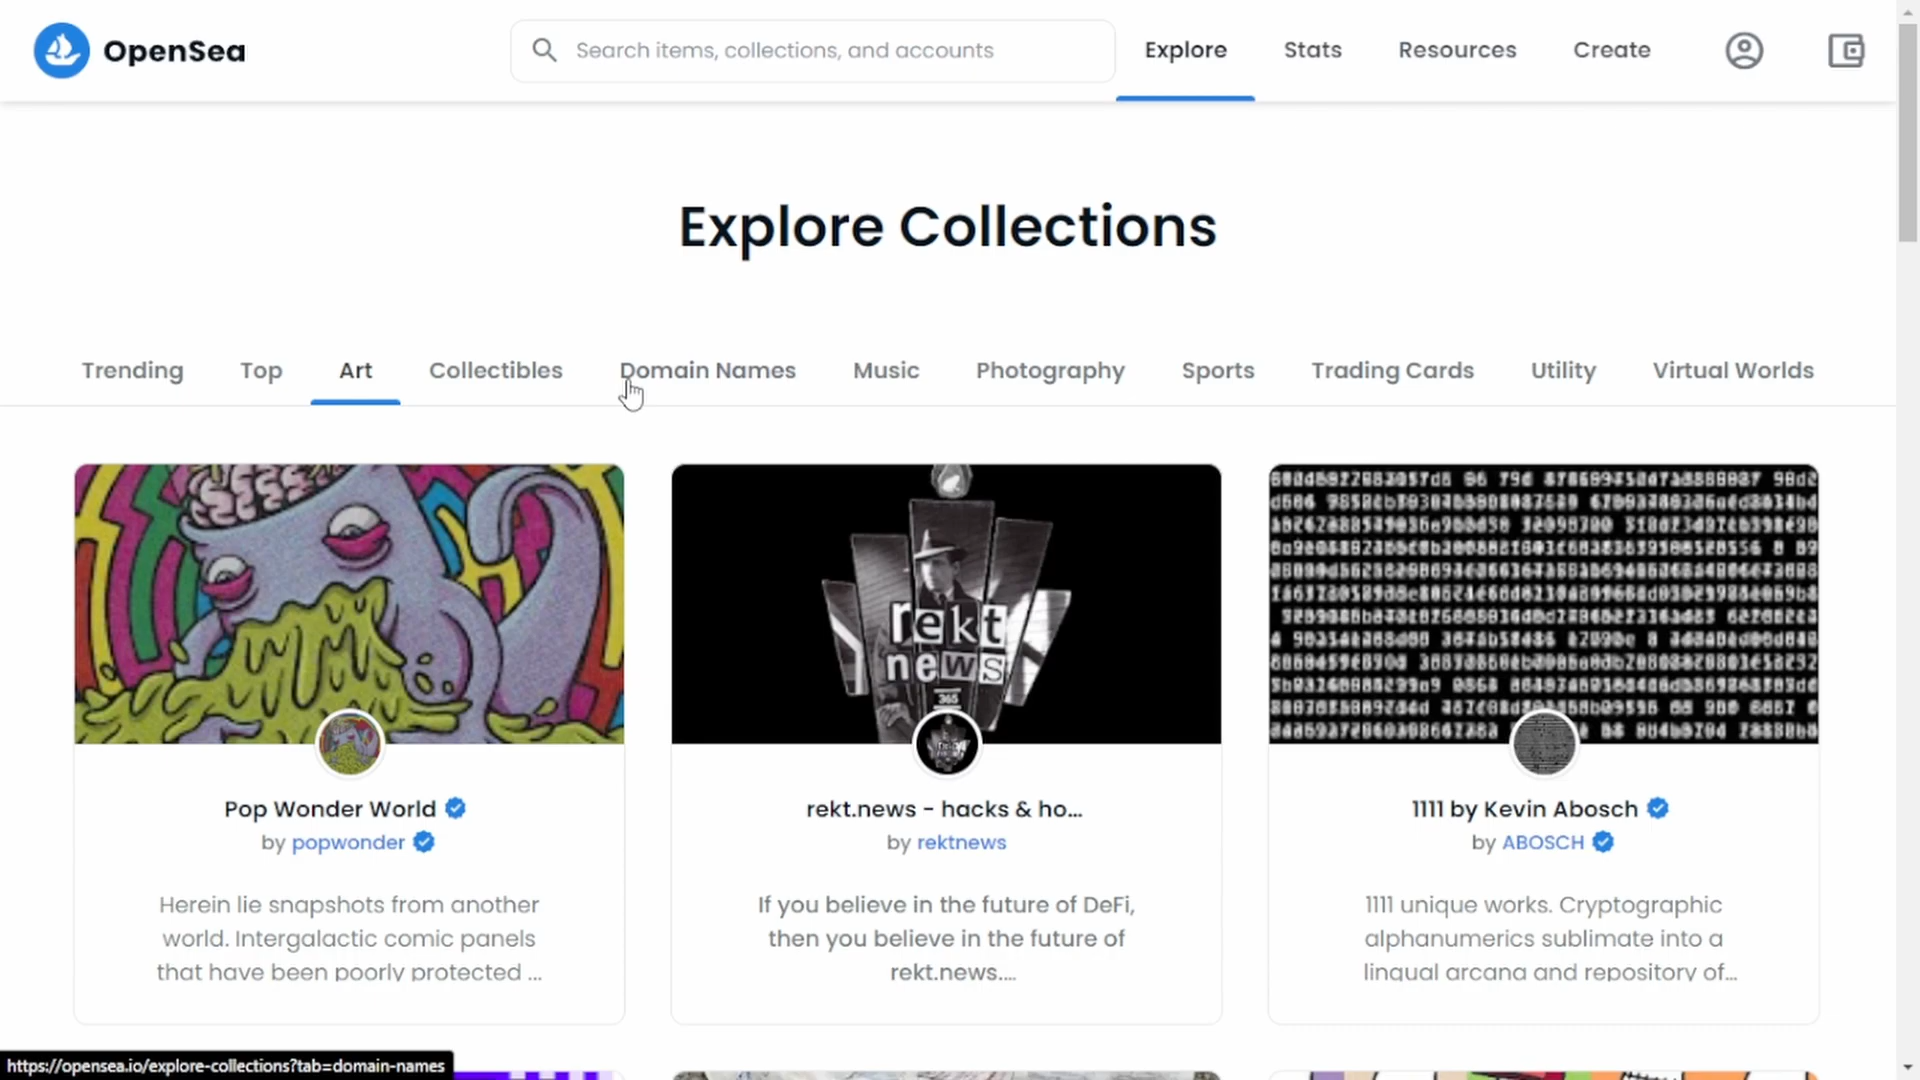 OpenSea
Search items, collections, and accounts
Explore
Stats
Resources
Create
Explore Collections
Trending
Top
Art
Collectibles
Domain Names
Music
Photography
Sports
Trading Cards
Utility
Virtual Worlds
rekt
news
365
Pop Wonder World
by popwonder
Herein lie snapshots from another
world. Intergalactic comic panels
that have been poorly protected ...
rekt.news - hacks & ho...
by rektnews
If you believe in the future of DeFi,
then you believe in the future of
rekt.news....
1111 by Kevin Abosch
by ABOSCH
1111 unique works. Cryptographic
alphanumerics sublimate into a
lingual arcana and repository of...
https://opensea.io/explore-collections?tab=domain-names